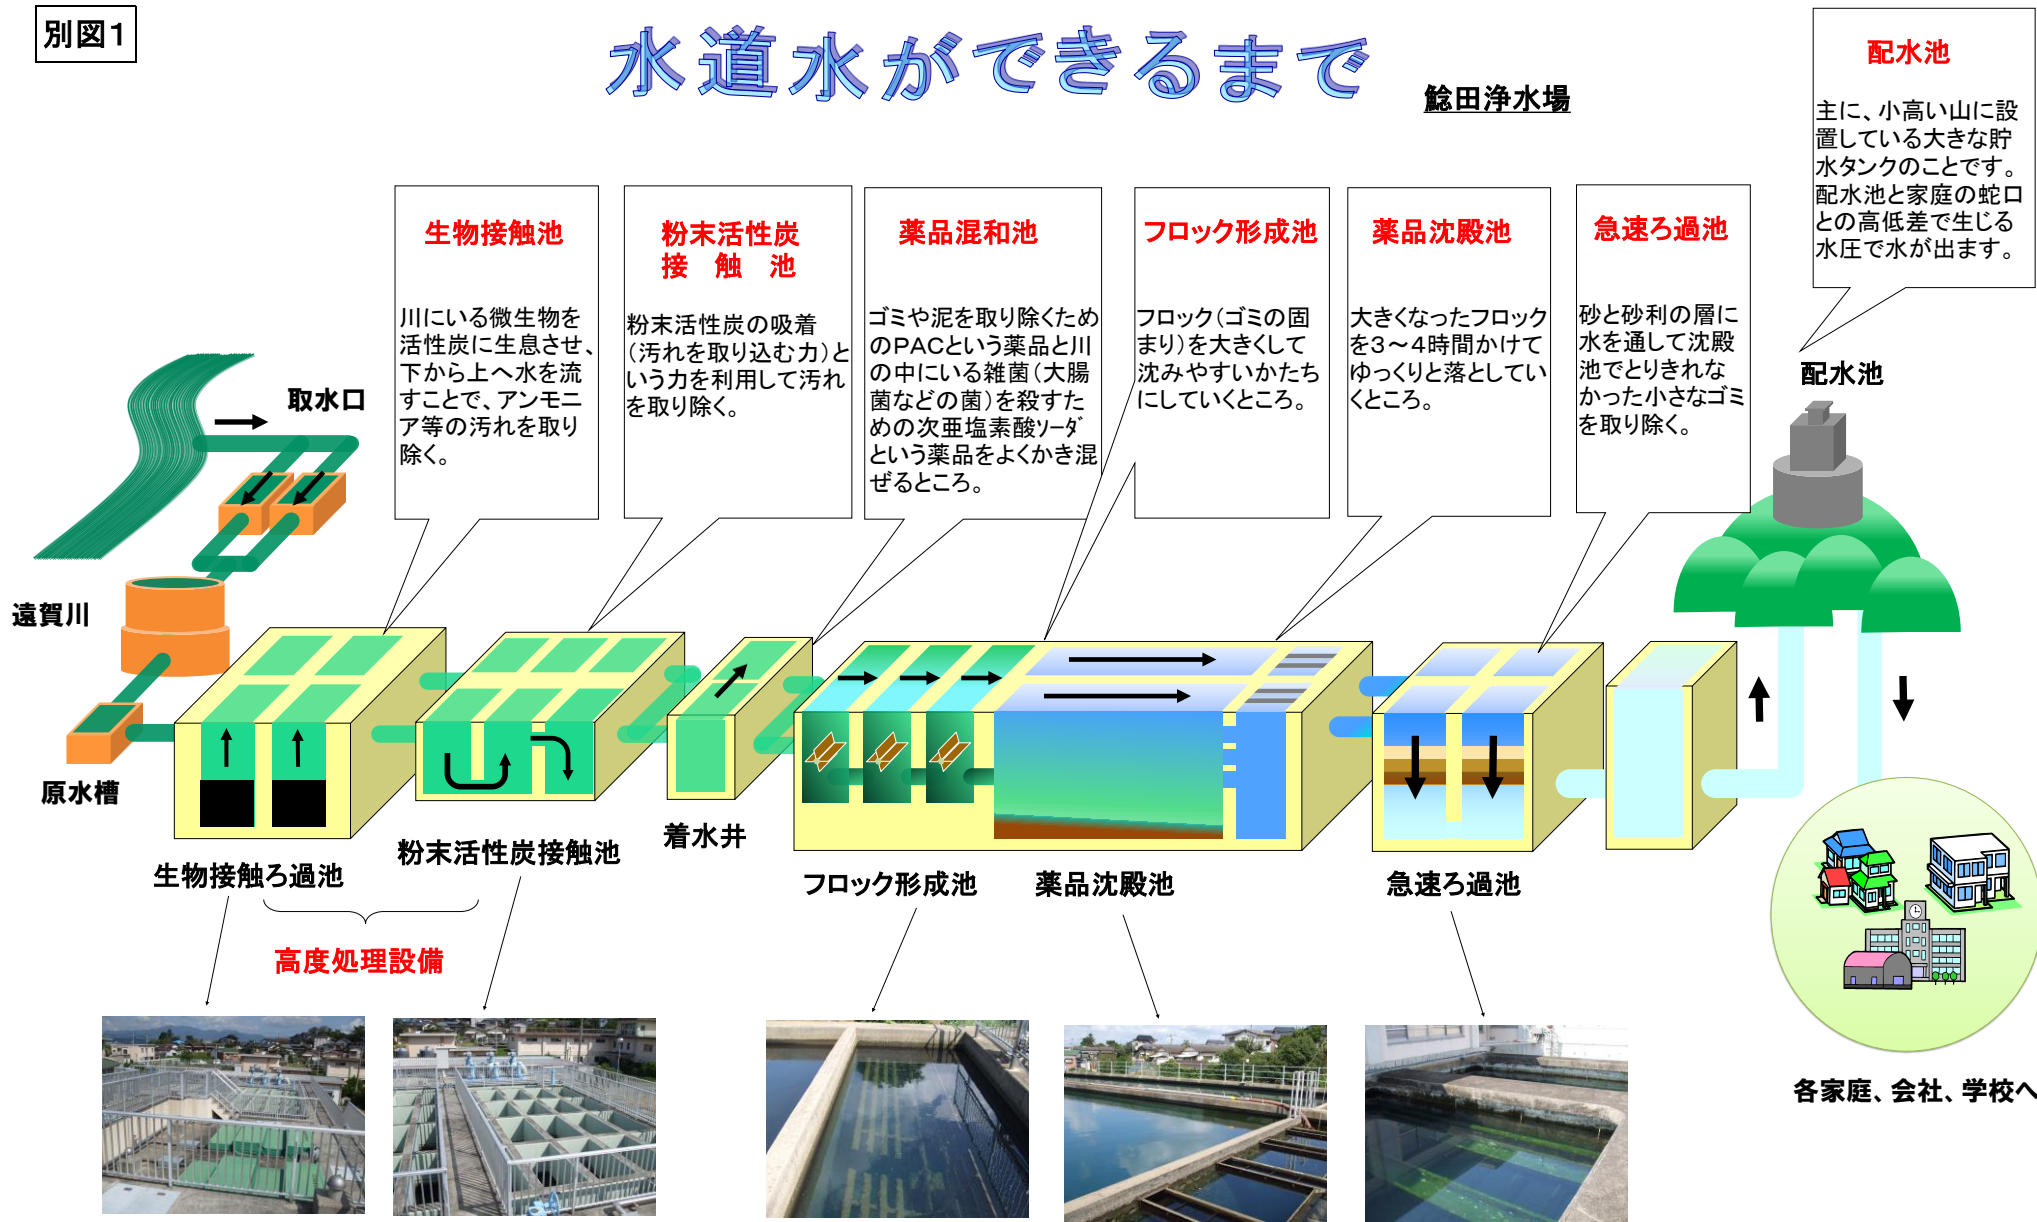 別図1
水道水ができるまで
鯰田浄水場
配水池
主に、小高い山に設
置している大きな貯
水タンクのことです。
配水池と家庭の蛇口
との高低差で生じる
水圧で水が出ます。
生物接触池
川にいる微生物を
活性炭に生息させ、
下から上へ水を流
すことで、アンモニ
ア等の汚れを取り
除く。
粉末活性炭
接 触 池
粉末活性炭の吸着
(汚れを取り込む力)と
いう力を利用して汚れ
を取り除く。
薬品混和池
ゴミや泥を取り除くため
のPACという薬品と川
の中にいる雑菌(大腸
菌などの菌)を殺すた
めの次亜塩素酸ソーダ
という薬品をよくかき混
ぜるところ。
フロック形成池
フロック(ゴミの固
まり)を大きくして
沈みやすいかたち
にしていくところ。
薬品沈殿池
大きくなったフロック
を3~4時間かけて
ゆっくりと落としてい
くところ。
急速ろ過池
砂と砂利の層に
水を通して沈殿
池でとりきれな
かった小さなゴミ
を取り除く。
取水口
配水池
遠賀川
原水槽
生物接触ろ過池
粉末活性炭接触池
着水井
フロック形成池
薬品沈殿池
急速ろ過池
高度処理設備
各家庭、会社、学校へ